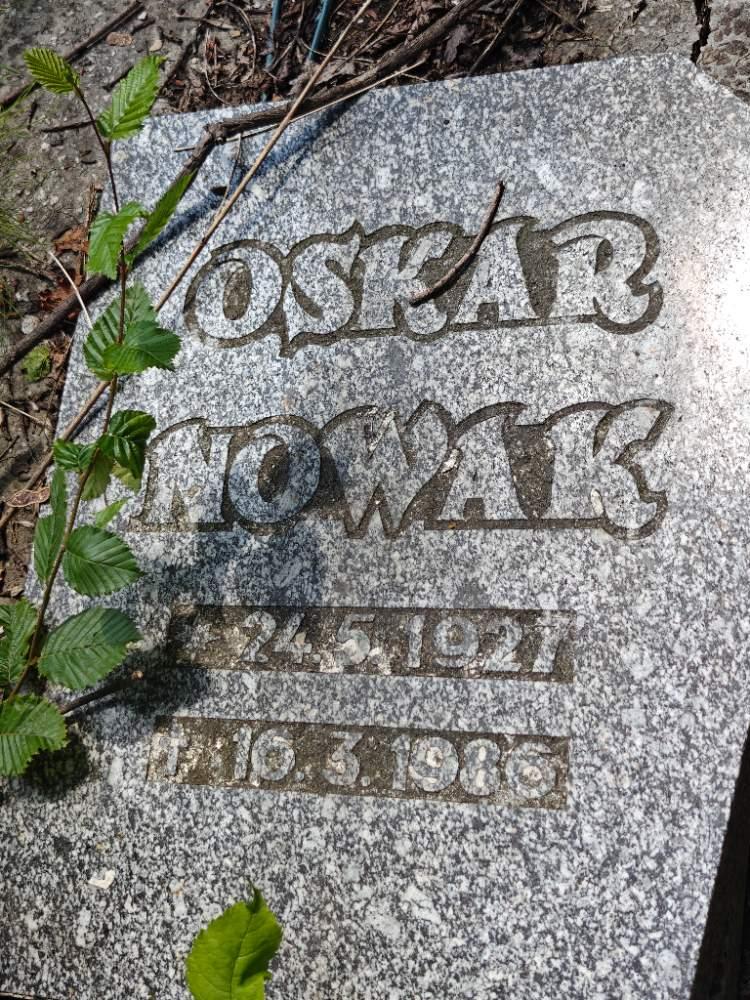 OSKAR
NOWAK
* 24.5.1927
† 16.3.1986